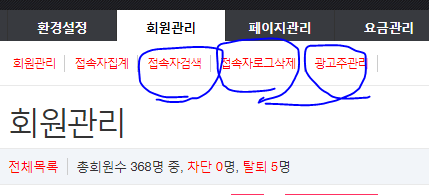 환경설정 회원관리 페이지관리 요금관리
회원관리 접속자집계 접속자검색 접속자로그삭제 광고주관리
회원관리
전체목록 총회원수 368명 중, 차단 0명, 탈퇴 5명